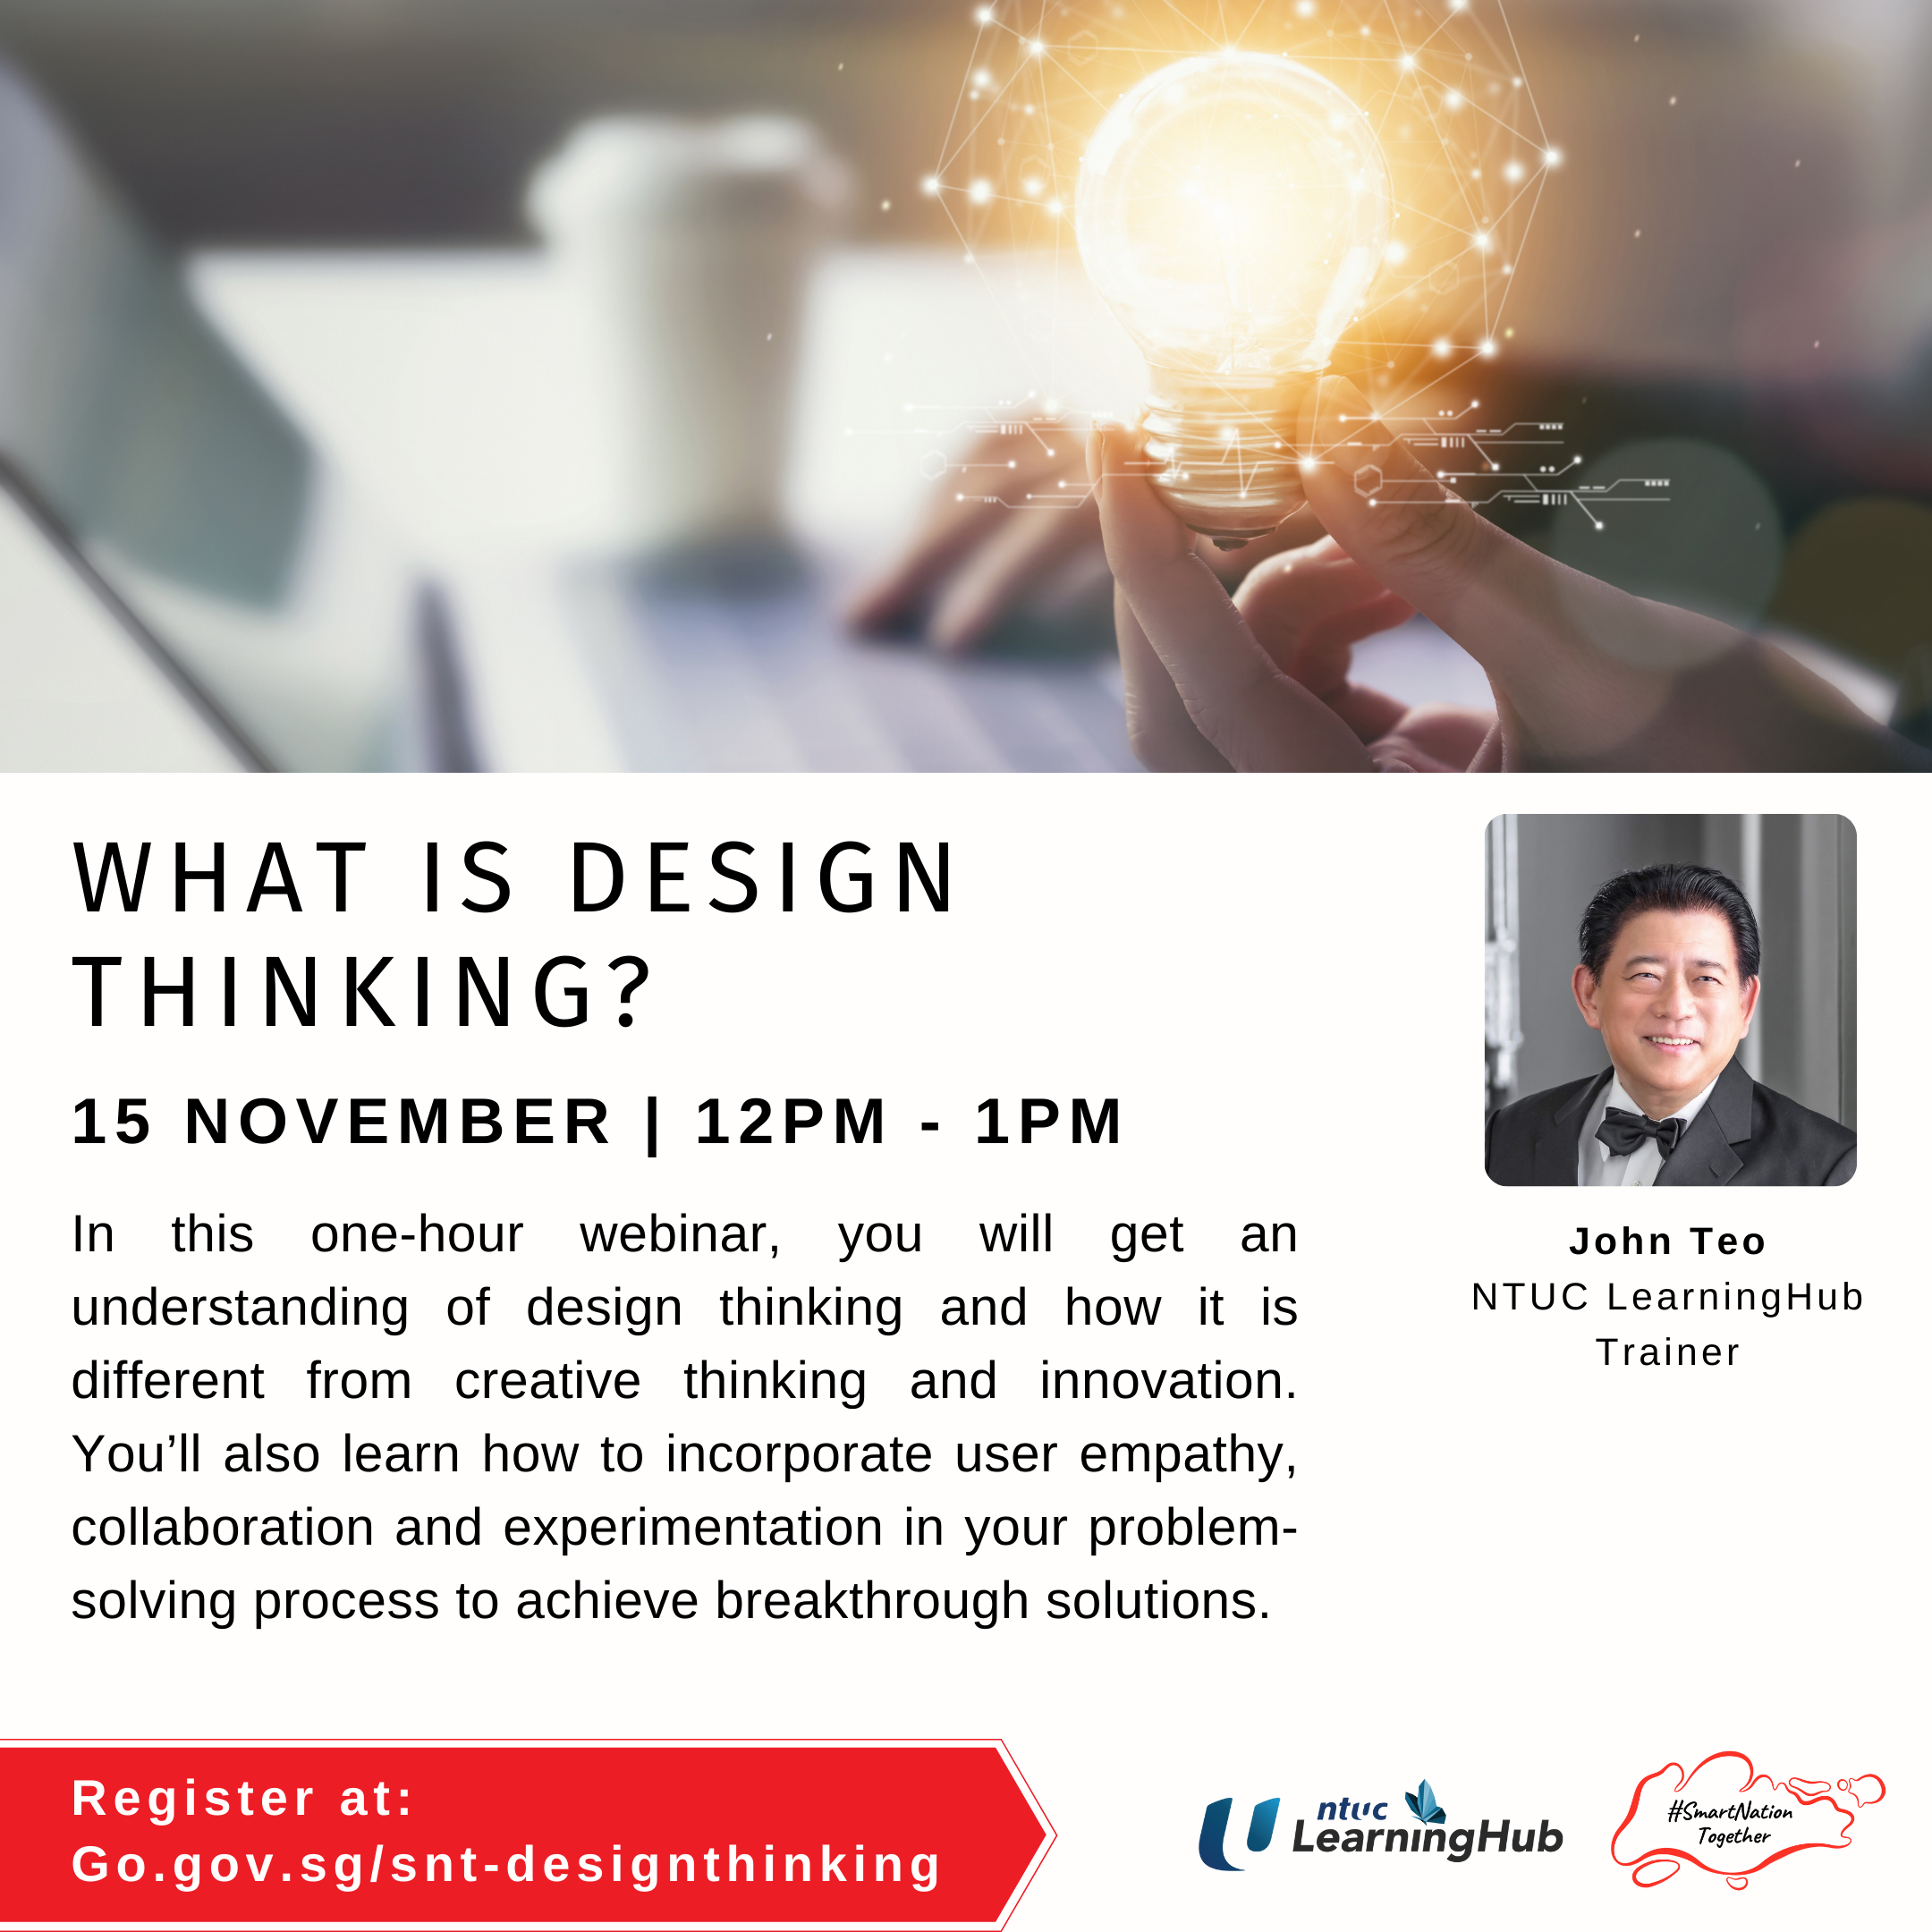 WHAT IS DESIGN
THINKING?
15 NOVEMBER | 12PM - 1PM
In this one-hour webinar, you will get an
understanding of design thinking and how it is
different from creative thinking and innovation.
You’ll also learn how to incorporate user empathy,
collaboration and experimentation in your problem-
solving process to achieve breakthrough solutions.
John Teo
NTUC LearningHub
Trainer
Register at:
Go.gov.sg/snt-designthinking
ntuc
LearningHub
#SmartNation
Together